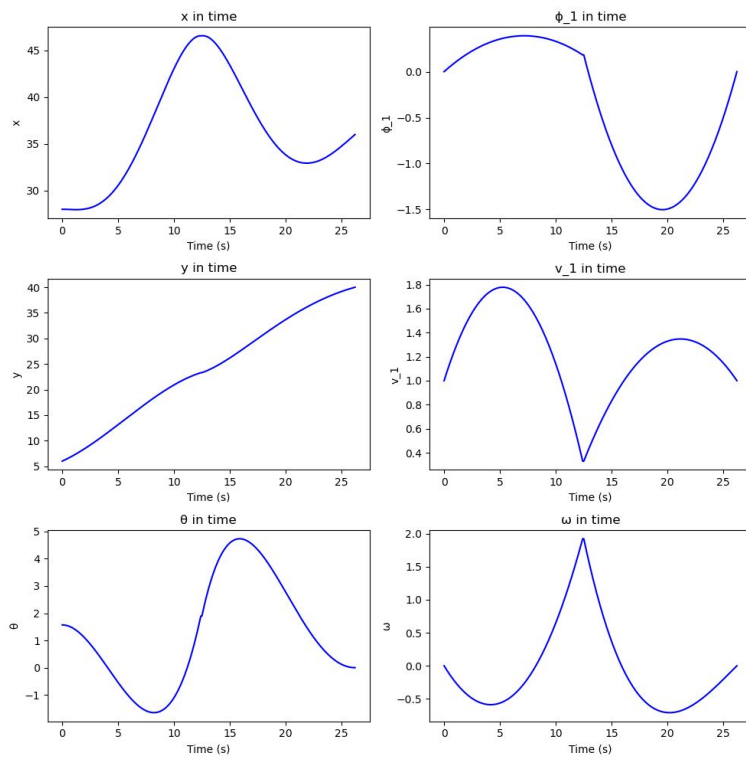 x in time
45
40
35
30
x
0 5 10 15 20 25
Time (s)
ϕ_1 in time
0.0
−0.5
−1.0
−1.5
ϕ_1
0 5 10 15 20 25
Time (s)
y in time
40
35
30
25
20
15
10
5
y
0 5 10 15 20 25
Time (s)
v_1 in time
1.8
1.6
1.4
1.2
1.0
0.8
0.6
0.4
v_1
0 5 10 15 20 25
Time (s)
θ in time
5
4
3
2
1
0
−1
θ
0 5 10 15 20 25
Time (s)
ω in time
2.0
1.5
1.0
0.5
0.0
−0.5
ω
0 5 10 15 20 25
Time (s)